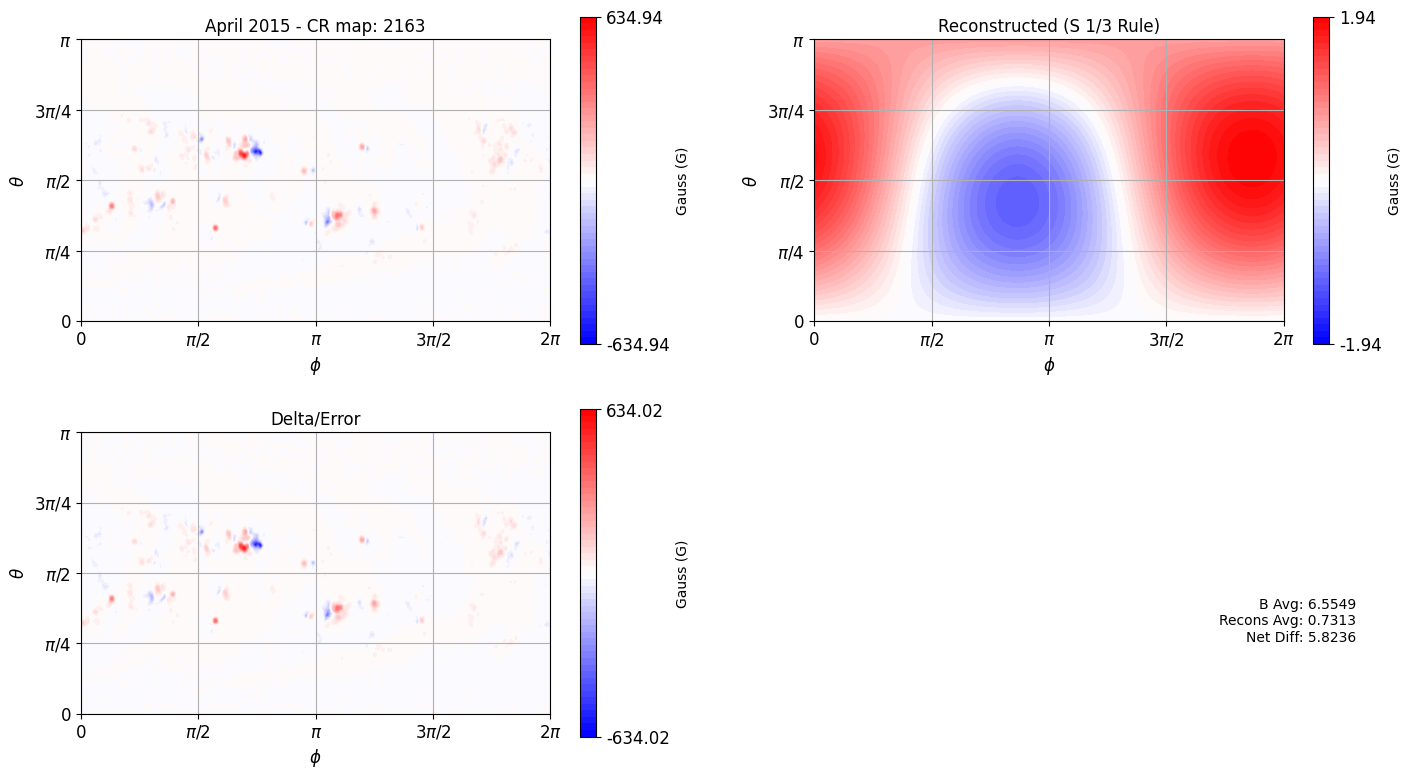 April 2015 - CR map: 2163
π
3π/4
π/2
π/4
0
θ
0
π/2
π
3π/2
2π
ϕ
634.94
-634.94
Gauss (G)
Reconstructed (S 1/3 Rule)
π
3π/4
π/2
π/4
0
θ
0
π/2
π
3π/2
2π
ϕ
1.94
-1.94
Gauss (G)
Delta/Error
π
3π/4
π/2
π/4
0
θ
0
π/2
π
3π/2
2π
ϕ
634.02
-634.02
Gauss (G)
B Avg: 6.5549
Recons Avg: 0.7313
Net Diff: 5.8236